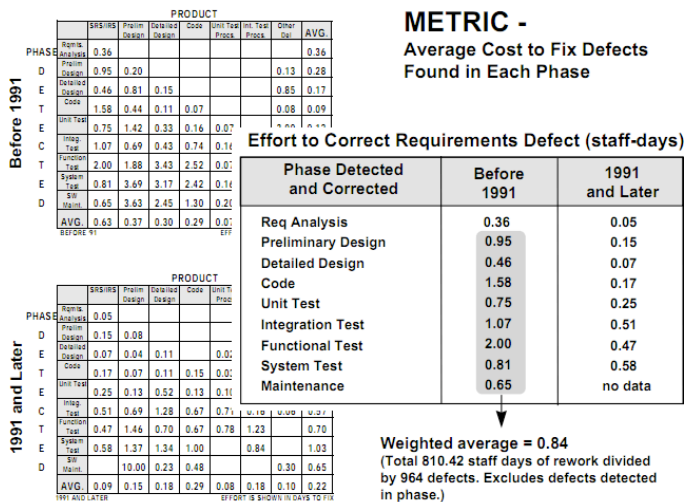 PRODUCT
SRS/IRS Prelim Design Detailed Design Code Unit Test Procs. Int. Test Procs. Other Del AVG.
PHASE Rqmts. Analysis 0.36 0.36
D Prelim Design 0.95 0.20 0.13 0.28
E Detailed Design 0.46 0.81 0.15 0.85 0.17
T Code 1.58 0.44 0.11 0.07 0.08 0.09
E Unit Test 0.75 1.42 0.33 0.16 0.07
C Integ. Test 1.07 0.69 0.43 0.74 0.16
T Function Test 2.00 1.88 3.43 2.52 0.07
E System Test 0.81 3.69 3.17 2.42 0.16
D SW Maint. 0.65 3.63 2.45 1.30 0.20
AVG. 0.63 0.37 0.30 0.29 0.07
BEFORE 91 EFF
Before 1991
METRIC -
Average Cost to Fix Defects
Found in Each Phase
Effort to Correct Requirements Defect (staff-days)
Phase Detected and Corrected Before 1991 1991 and Later
Req Analysis 0.36 0.05
Preliminary Design 0.95 0.15
Detailed Design 0.46 0.07
Code 1.58 0.17
Unit Test 0.75 0.25
Integration Test 1.07 0.51
Functional Test 2.00 0.47
System Test 0.81 0.58
Maintenance 0.65 no data
Weighted average = 0.84
(Total 810.42 staff days of rework divided
by 964 defects. Excludes defects detected
in phase.)
PRODUCT
SRS/IRS Prelim Design Detailed Design Code
PHASE Rqmts. Analysis 0.05
D Prelim Design 0.15 0.08
E Detailed Design 0.07 0.04 0.11
T Code 0.17 0.07 0.11 0.15
E Unit Test 0.25 0.13 0.52 0.13 0.10
C Integ. Test 0.51 0.69 1.28 0.67
T Function Test 0.47 1.46 0.70 0.67 0.78 1.23 0.70
E System Test 0.58 1.37 1.34 1.00 0.84 1.03
D SW Maint. 10.00 0.23 0.48 0.30 0.65
AVG. 0.09 0.15 0.18 0.29 0.08 0.18 0.10 0.22
1991 AND LATER EFFORT IS SHOWN IN DAYS TO FIX
1991 and Later